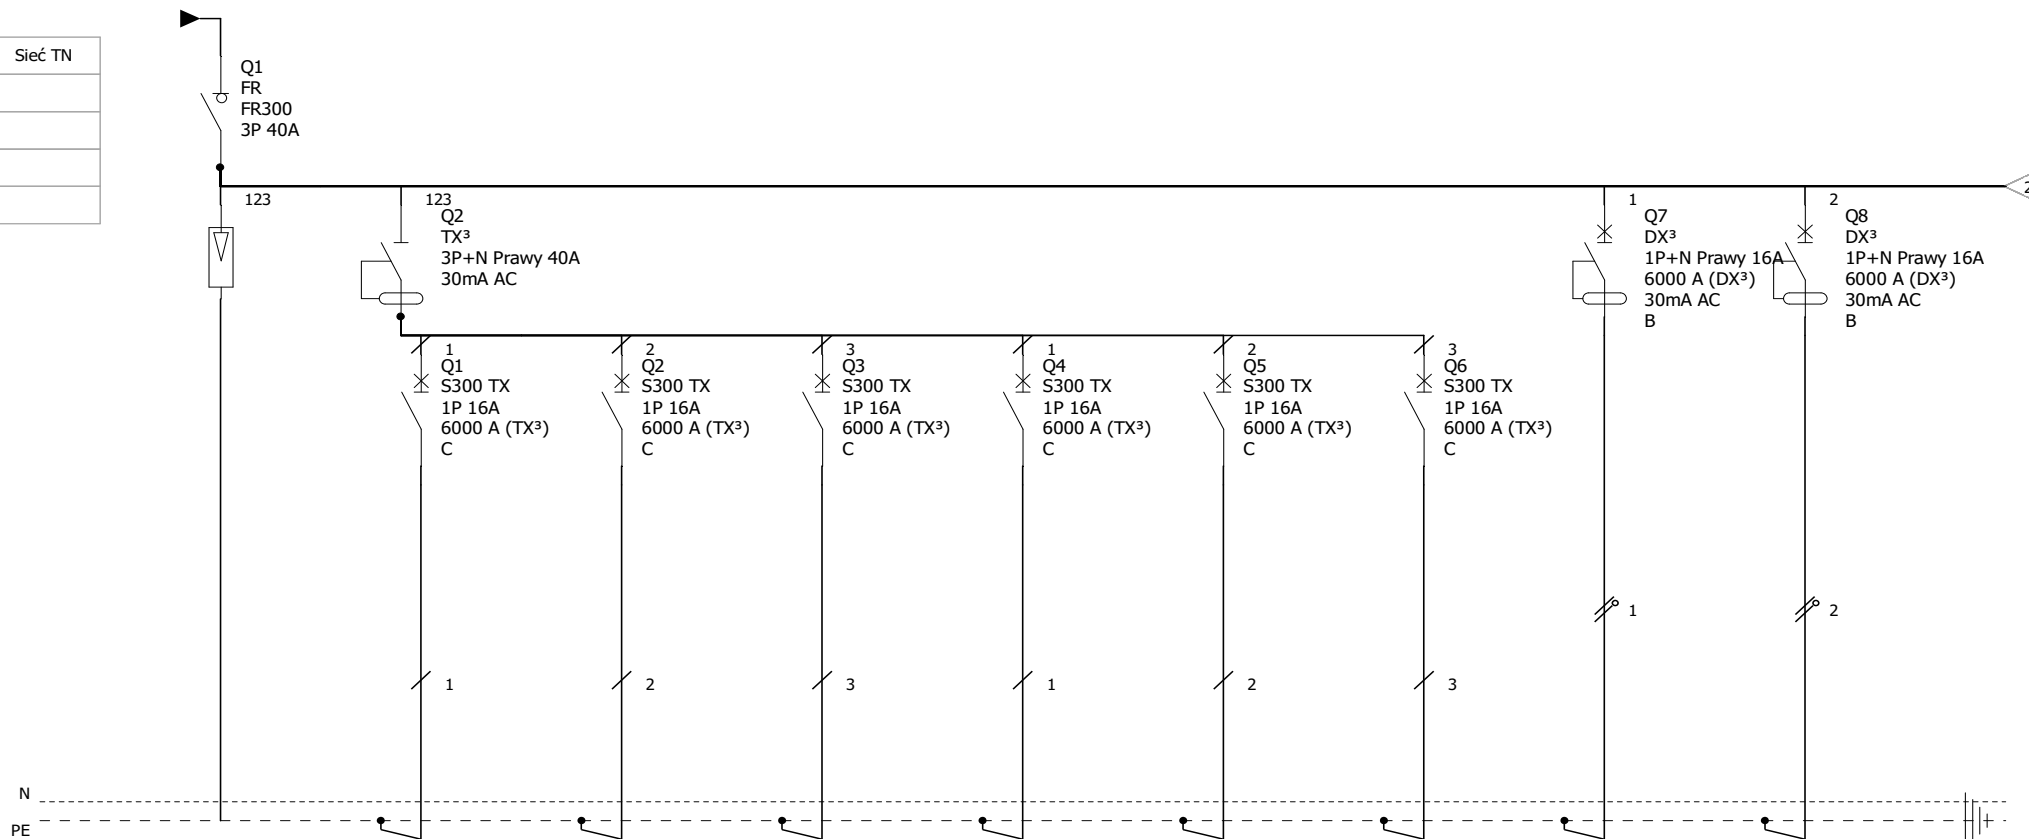 Sieć TN
Q1
FR
FR300
3P 40A
123
123
Q2
TX³
3P+N Prawy 40A
30mA AC
1
Q7
DX³
1P+N Prawy 16A
6000 A (DX³)
30mA AC
B
2
Q8
DX³
1P+N Prawy 16A
6000 A (DX³)
30mA AC
B
2
1
Q1
S300 TX
1P 16A
6000 A (TX³)
C
2
Q2
S300 TX
1P 16A
6000 A (TX³)
C
3
Q3
S300 TX
1P 16A
6000 A (TX³)
C
1
Q4
S300 TX
1P 16A
6000 A (TX³)
C
2
Q5
S300 TX
1P 16A
6000 A (TX³)
C
3
Q6
S300 TX
1P 16A
6000 A (TX³)
C
1
2
1
2
3
1
2
3
N
PE